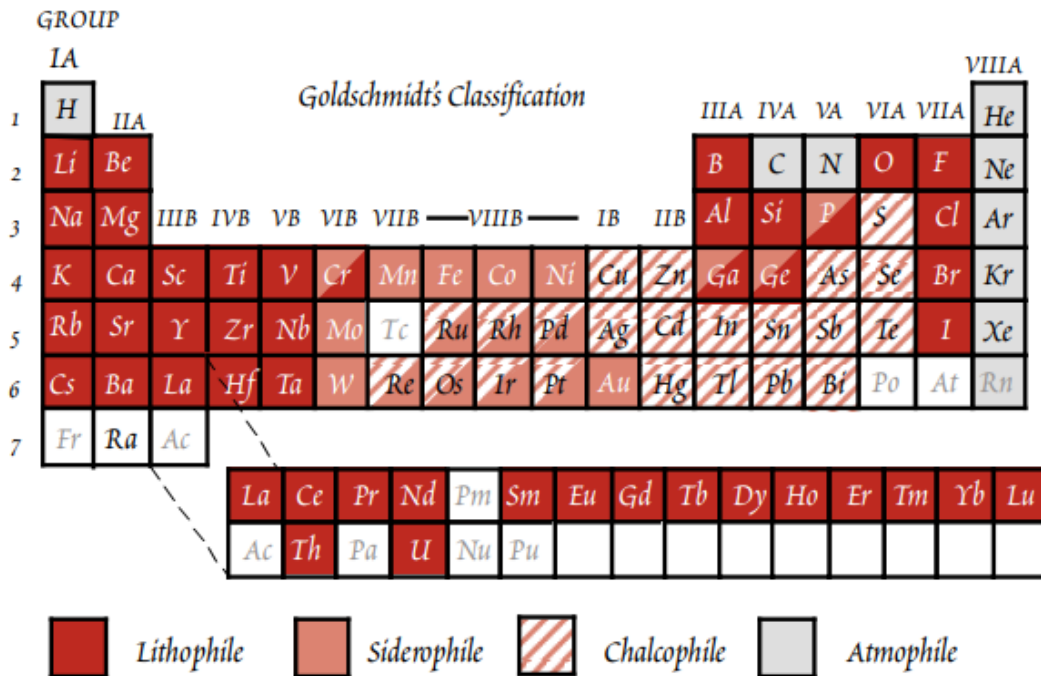 GROUP
IA VIIIA
Goldschmidt's Classification
1 H IIA IIIA IVA VA VIA VIIA He
2 Li Be B C N O F Ne
3 Na Mg IIIB IVB VB VIB VIIB VIIIB IB IIB Al Si P S Cl Ar
4 K Ca Sc Ti V Cr Mn Fe Co Ni Cu Zn Ga Ge As Se Br Kr
5 Rb Sr Y Zr Nb Mo Tc Ru Rh Pd Ag Cd In Sn Sb Te I Xe
6 Cs Ba La Hf Ta W Re Os Ir Pt Au Hg Tl Pb Bi Po At Rn
7 Fr Ra Ac
La Ce Pr Nd Pm Sm Eu Gd Tb Dy Ho Er Tm Yb Lu
Ac Th Pa U Nu Pu
Lithophile Siderophile Chalcophile Atmophile